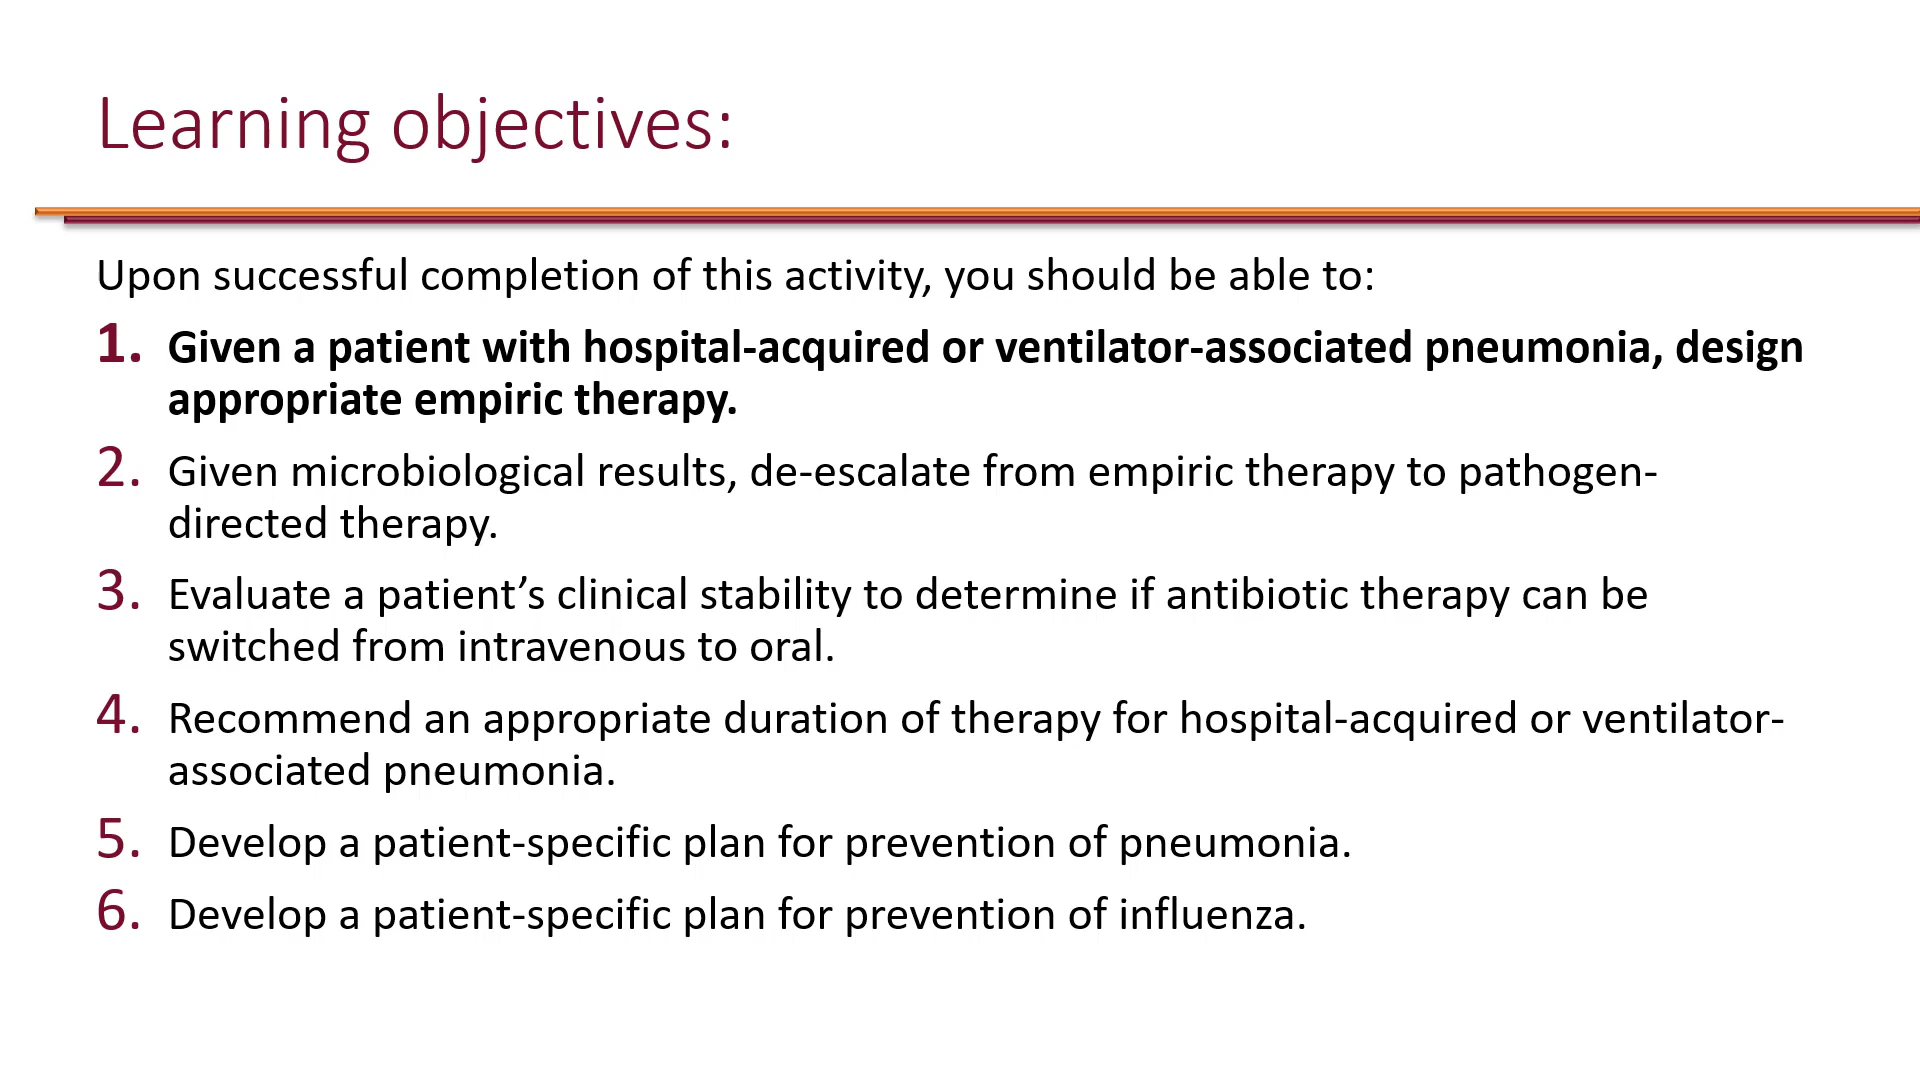 Learning objectives:
Upon successful completion of this activity, you should be able to:
1. Given a patient with hospital-acquired or ventilator-associated pneumonia, design
appropriate empiric therapy.
2. Given microbiological results, de-escalate from empiric therapy to pathogen-
directed therapy.
3. Evaluate a patient’s clinical stability to determine if antibiotic therapy can be
switched from intravenous to oral.
4. Recommend an appropriate duration of therapy for hospital-acquired or ventilator-
associated pneumonia.
5. Develop a patient-specific plan for prevention of pneumonia.
6. Develop a patient-specific plan for prevention of influenza.